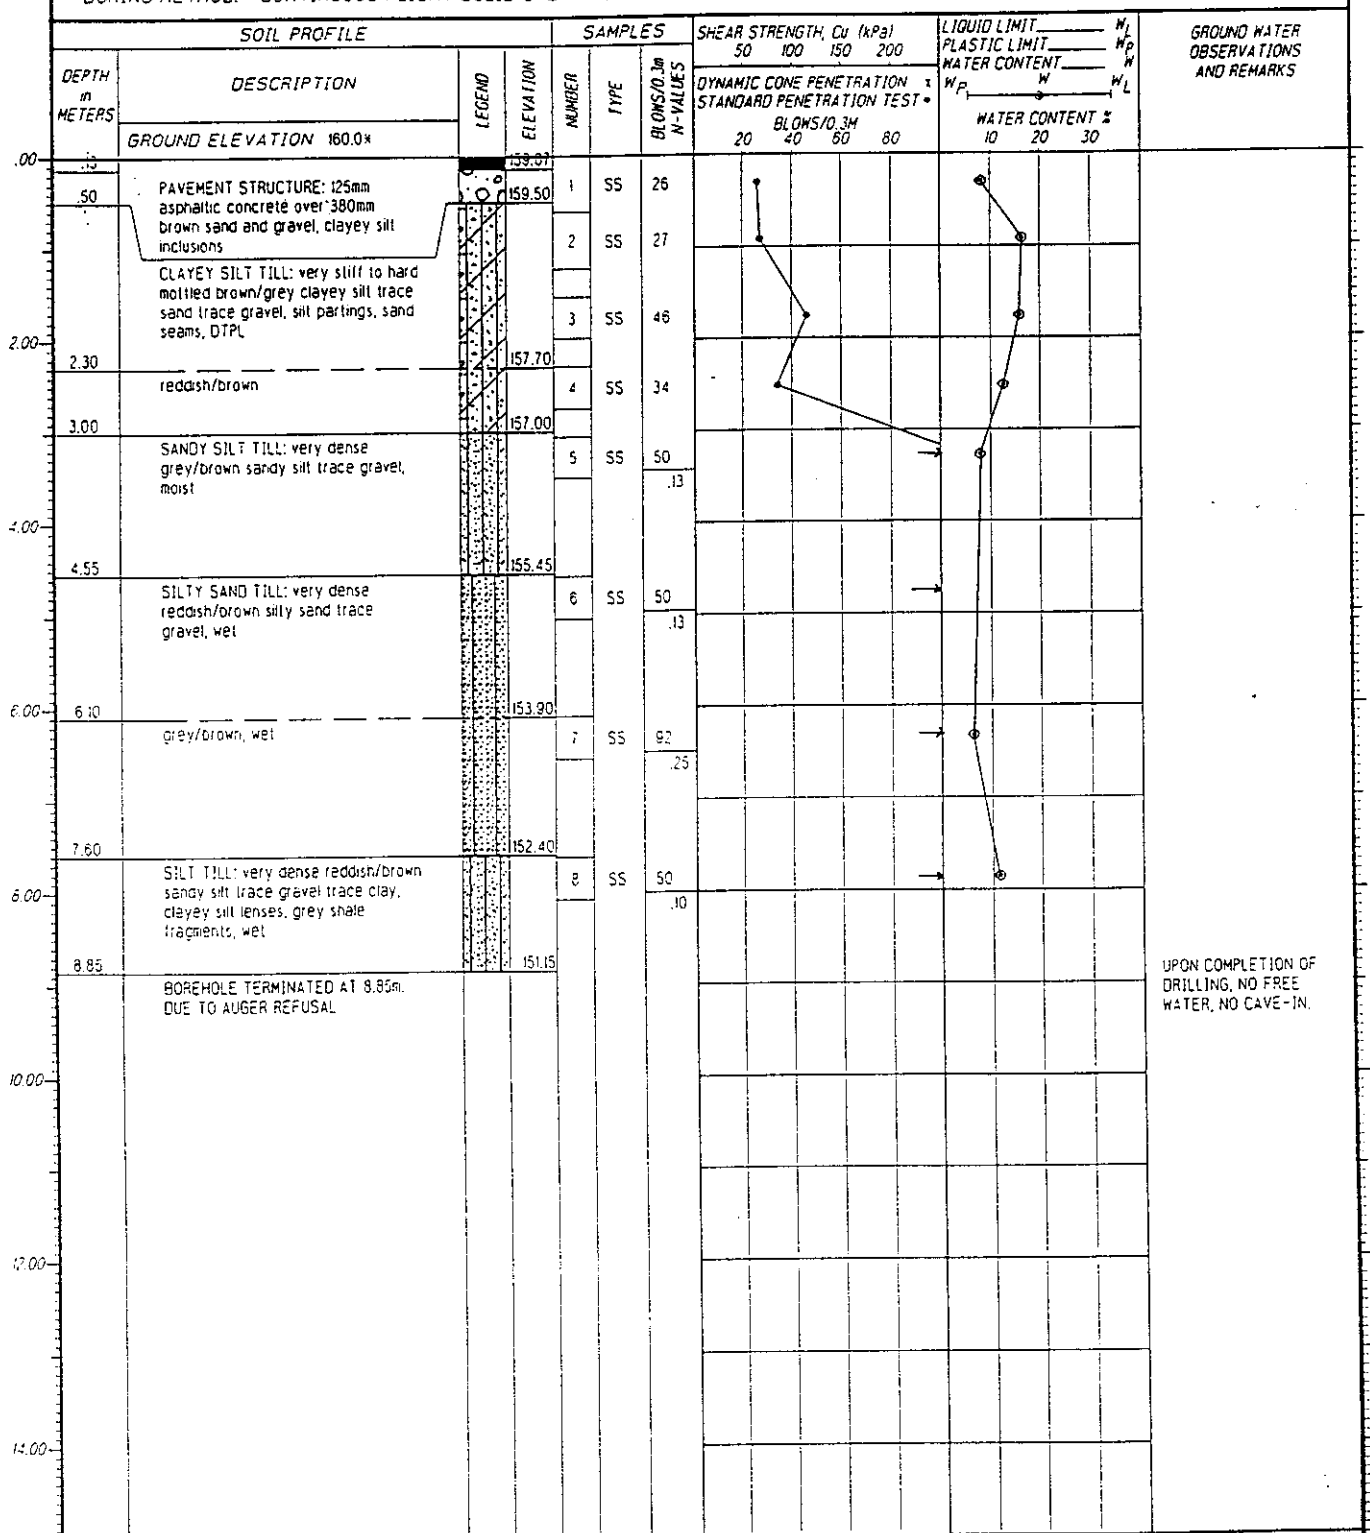 SOIL PROFILE
SAMPLES
SHEAR STRENGTH, Cu (kPa)
50 100 150 200
LIQUID LIMIT WL
PLASTIC LIMIT WP
WATER CONTENT W
GROUND WATER
OBSERVATIONS
AND REMARKS
DEPTH
in
METERS
DESCRIPTION
LEGEND
ELEVATION
NUMBER
TYPE
BLOWS/0.3m
N-VALUES
DYNAMIC CONE PENETRATION x
STANDARD PENETRATION TEST •
BLOWS/0.3M
20 40 60 80
WP W WL
WATER CONTENT %
10 20 30
GROUND ELEVATION 160.0*
.00
.13
159.87
.50
PAVEMENT STRUCTURE: 125mm
asphaltic concrete over 380mm
brown sand and gravel, clayey silt
inclusions
159.50
1 SS 26
2 SS 27
CLAYEY SILT TILL: very stiff to hard
mottled brown/grey clayey silt trace
sand trace gravel, silt partings, sand
seams, DTPL
3 SS 46
2.00
2.30
157.70
reddish/brown
4 SS 34
3.00
157.00
SANDY SILT TILL: very dense
grey/brown sandy silt trace gravel,
moist
5 SS 50
.13
4.00
4.55
155.45
SILTY SAND TILL: very dense
reddish/brown silty sand trace
gravel, wet
6 SS 50
.13
6.00
6.10
153.90
grey/brown, wet
7 SS 92
.25
7.60
152.40
SILT TILL: very dense reddish/brown
sandy silt trace gravel trace clay,
clayey silt lenses, grey shale
fragments, wet
8 SS 50
.10
8.00
8.85
151.15
BOREHOLE TERMINATED AT 8.85m.
DUE TO AUGER REFUSAL
UPON COMPLETION OF
DRILLING, NO FREE
WATER, NO CAVE-IN.
10.00
12.00
14.00